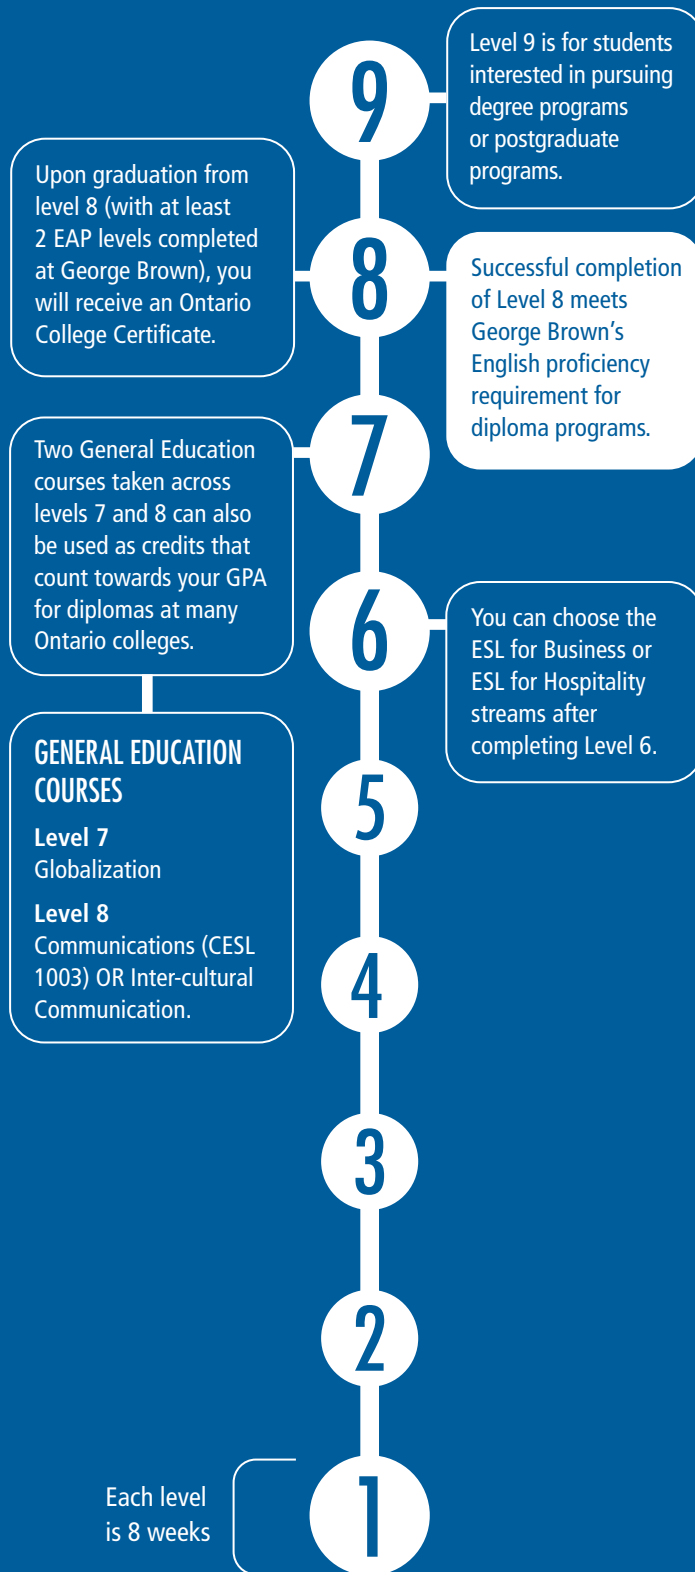 9
Level 9 is for students
interested in pursuing
degree programs
or postgraduate
programs.
Upon graduation from
level 8 (with at least
2 EAP levels completed
at George Brown), you
will receive an Ontario
College Certificate.
8
Successful completion
of Level 8 meets
George Brown’s
English proficiency
requirement for
diploma programs.
Two General Education
courses taken across
levels 7 and 8 can also
be used as credits that
count towards your GPA
for diplomas at many
Ontario colleges.
7
6
You can choose the
ESL for Business or
ESL for Hospitality
streams after
completing Level 6.
GENERAL EDUCATION
COURSES
Level 7
Globalization
Level 8
Communications (CESL
1003) OR Inter-cultural
Communication.
5
4
3
2
Each level
is 8 weeks
1